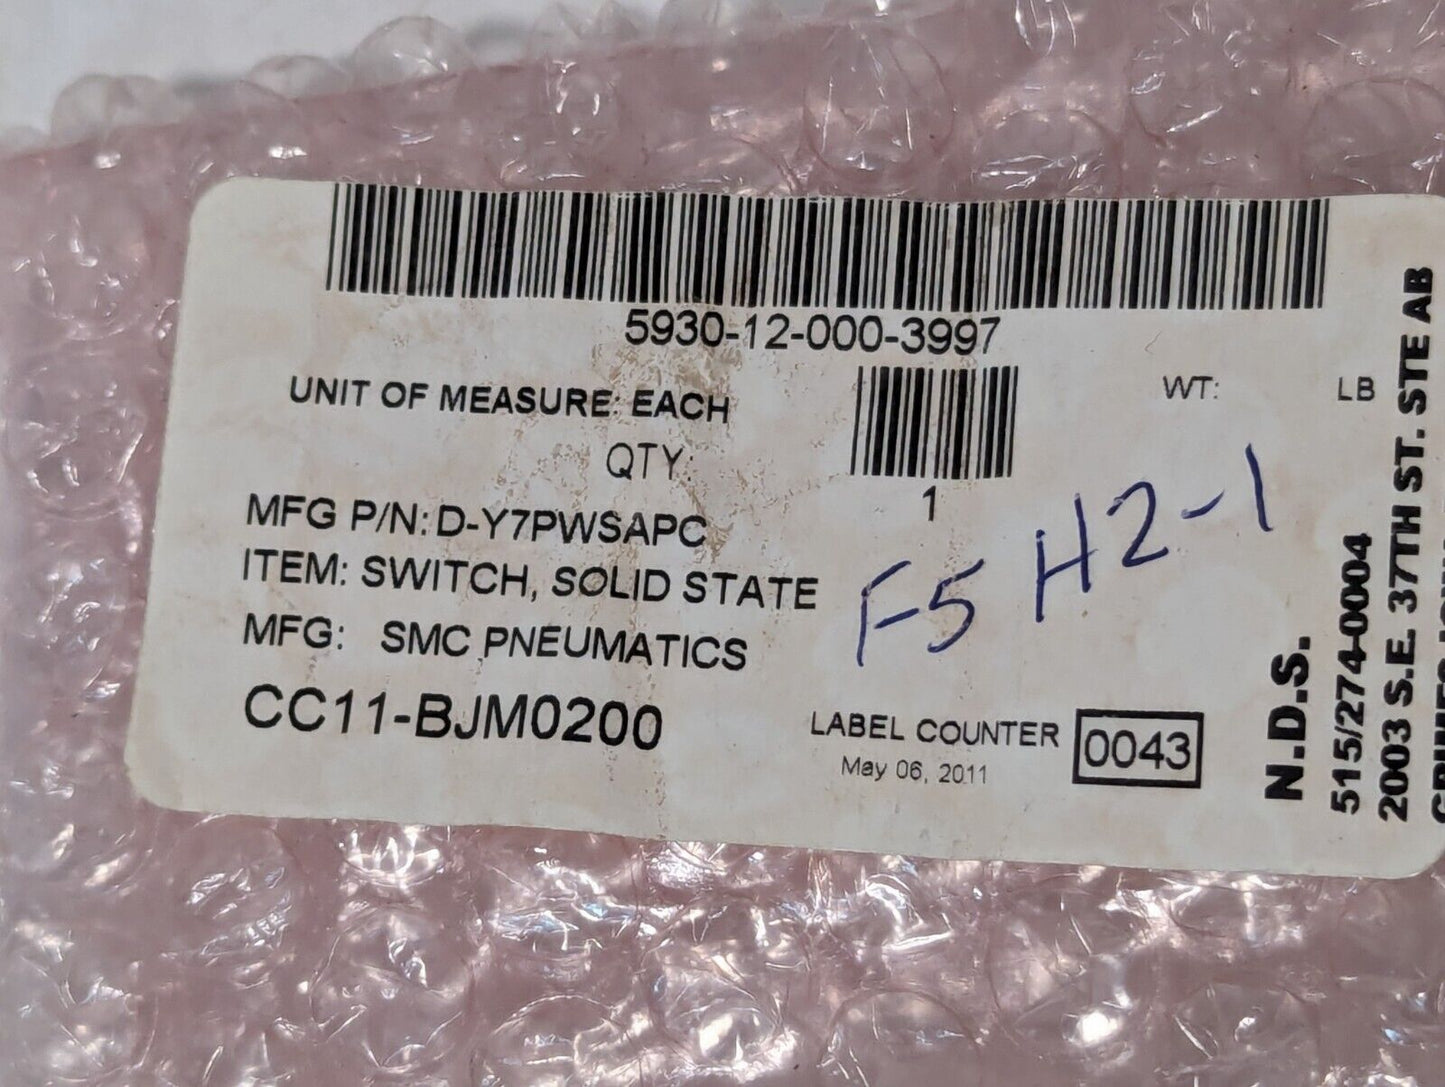 5930-12-000-3997
UNIT OF MEASURE: EACH
WT: LB
QTY:
1
MFG P/N: D-Y7PWSAPC
ITEM: SWITCH, SOLID STATE
MFG: SMC PNEUMATICS
CC11-BJM0200
F5 H2-1
LABEL COUNTER 0043
May 06, 2011
N.D.S.
515/274-0004
2003 S.E. 37TH ST. STE AB